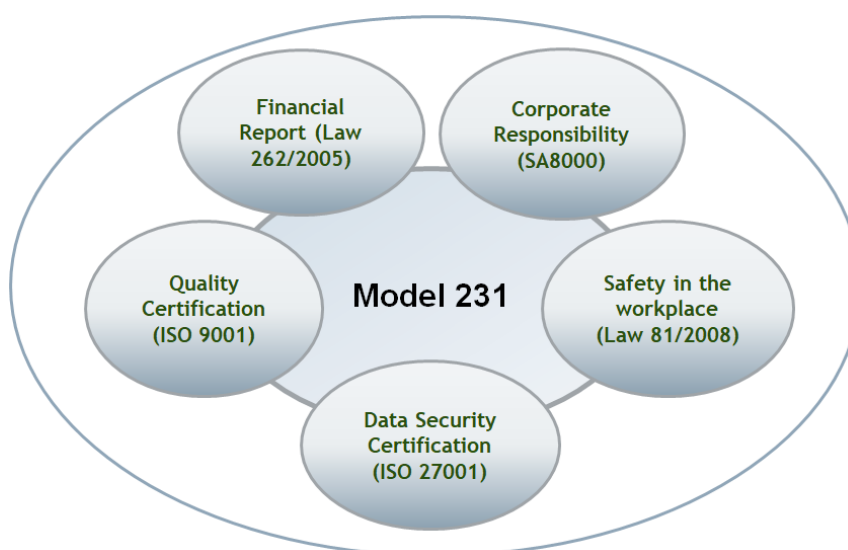 Financial
Report (Law
262/2005)
Corporate
Responsibility
(SA8000)
Quality
Certification
(ISO 9001)
Model 231
Safety in the
workplace
(Law 81/2008)
Data Security
Certification
(ISO 27001)